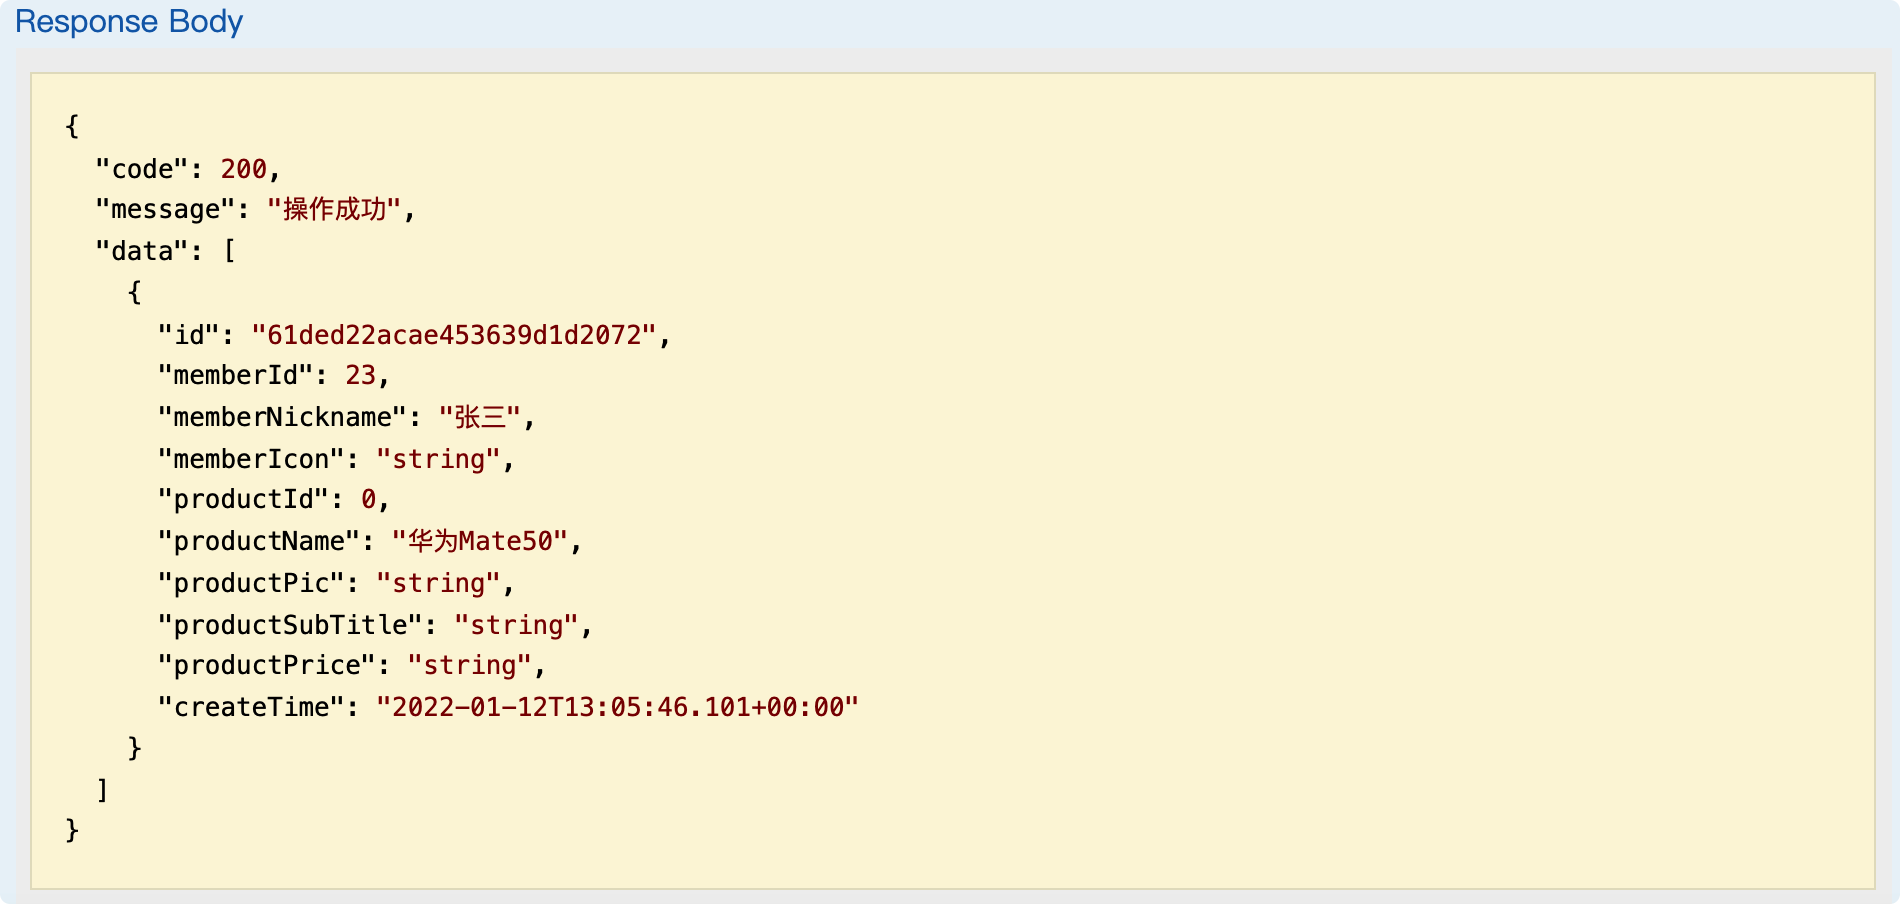 Response Body
{
  "code": 200,
  "message": "操作成功",
  "data": [
    {
      "id": "61ded22acae453639d1d2072",
      "memberId": 23,
      "memberNickname": "张三",
      "memberIcon": "string",
      "productId": 0,
      "productName": "华为Mate50",
      "productPic": "string",
      "productSubTitle": "string",
      "productPrice": "string",
      "createTime": "2022-01-12T13:05:46.101+00:00"
    }
  ]
}